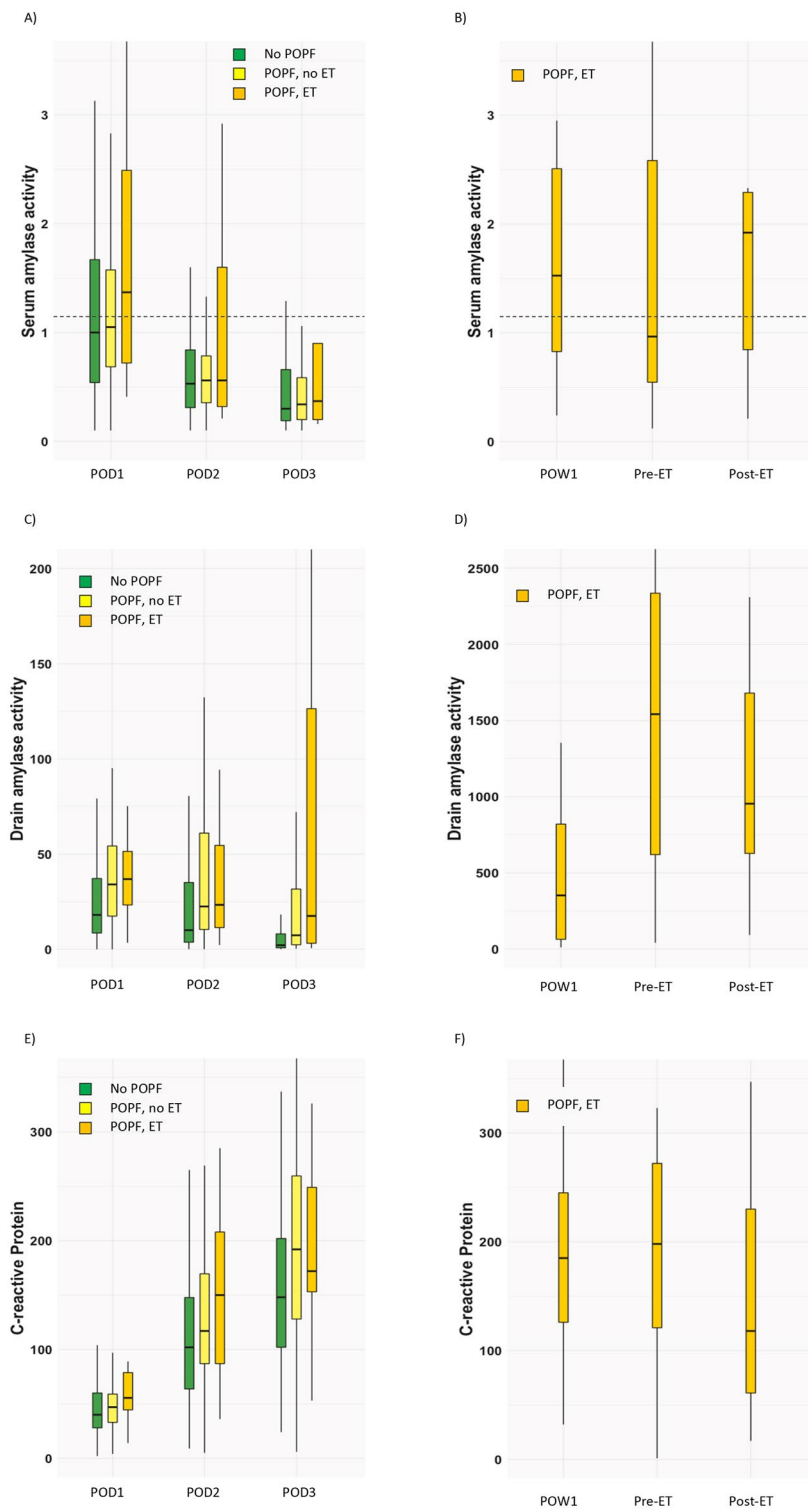 A)
No POPF
POPF, no ET
POPF, ET
Serum amylase activity
3
2
1
0
POD1 POD2 POD3
B)
POPF, ET
Serum amylase activity
3
2
1
0
POW1 Pre-ET Post-ET
C)
No POPF
POPF, no ET
POPF, ET
Drain amylase activity
200
150
100
50
0
POD1 POD2 POD3
D)
POPF, ET
Drain amylase activity
2500
2000
1500
1000
500
0
POW1 Pre-ET Post-ET
E)
No POPF
POPF, no ET
POPF, ET
C-reactive Protein
300
200
100
0
POD1 POD2 POD3
F)
POPF, ET
C-reactive Protein
300
200
100
0
POW1 Pre-ET Post-ET